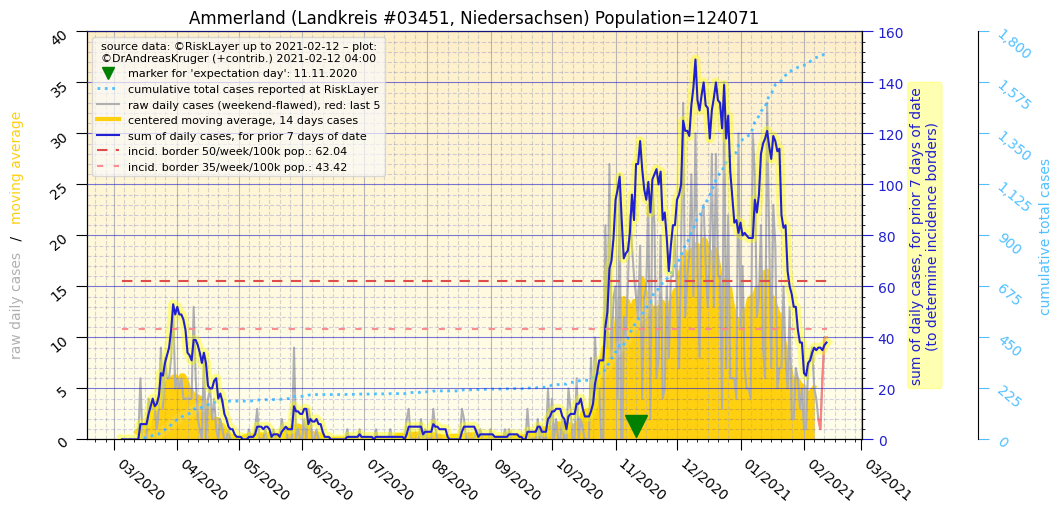 Ammerland (Landkreis #03451, Niedersachsen) Population=124071
source data: ©RiskLayer up to 2021-02-12 – plot:
©DrAndreasKruger (+contrib.) 2021-02-12 04:00
marker for 'expectation day': 11.11.2020
cumulative total cases reported at RiskLayer
raw daily cases (weekend-flawed), red: last 5
centered moving average, 14 days cases
sum of daily cases, for prior 7 days of date
incid. border 50/week/100k pop.: 62.04
incid. border 35/week/100k pop.: 43.42
raw daily cases / moving average
40
35
30
25
20
15
10
5
0
03/2020
04/2020
05/2020
06/2020
07/2020
08/2020
09/2020
10/2020
11/2020
12/2020
01/2021
02/2021
03/2021
160
140
120
100
80
60
40
20
0
sum of daily cases, for prior 7 days of date
(to determine incidence borders)
1,800
1,575
1,350
1,125
900
675
450
225
0
cumulative total cases